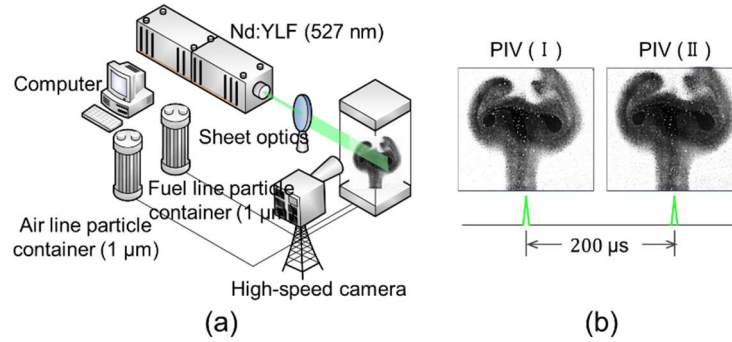 Nd:YLF (527 nm)
Computer
Sheet optics
Fuel line particle
container (1 μm)
Air line particle
container (1 μm)
High-speed camera
(a)
PIV ( I )
PIV ( II )
200 μs
(b)